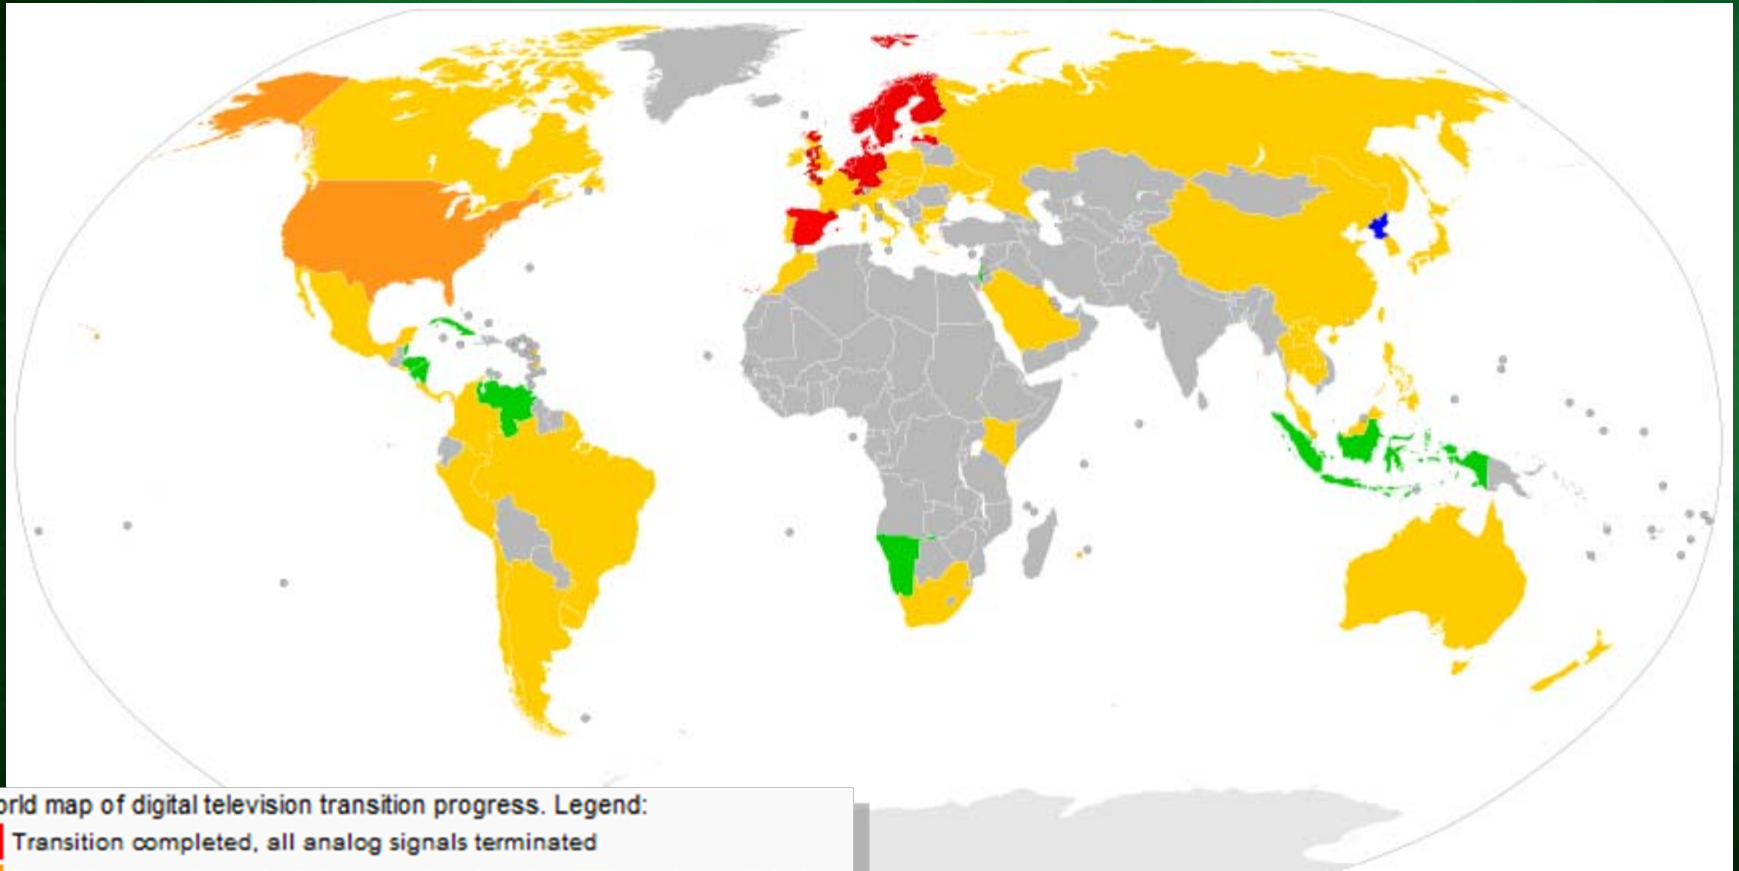 orld map of digital television transition progress. Legend:
Transition completed, all analog signals terminated